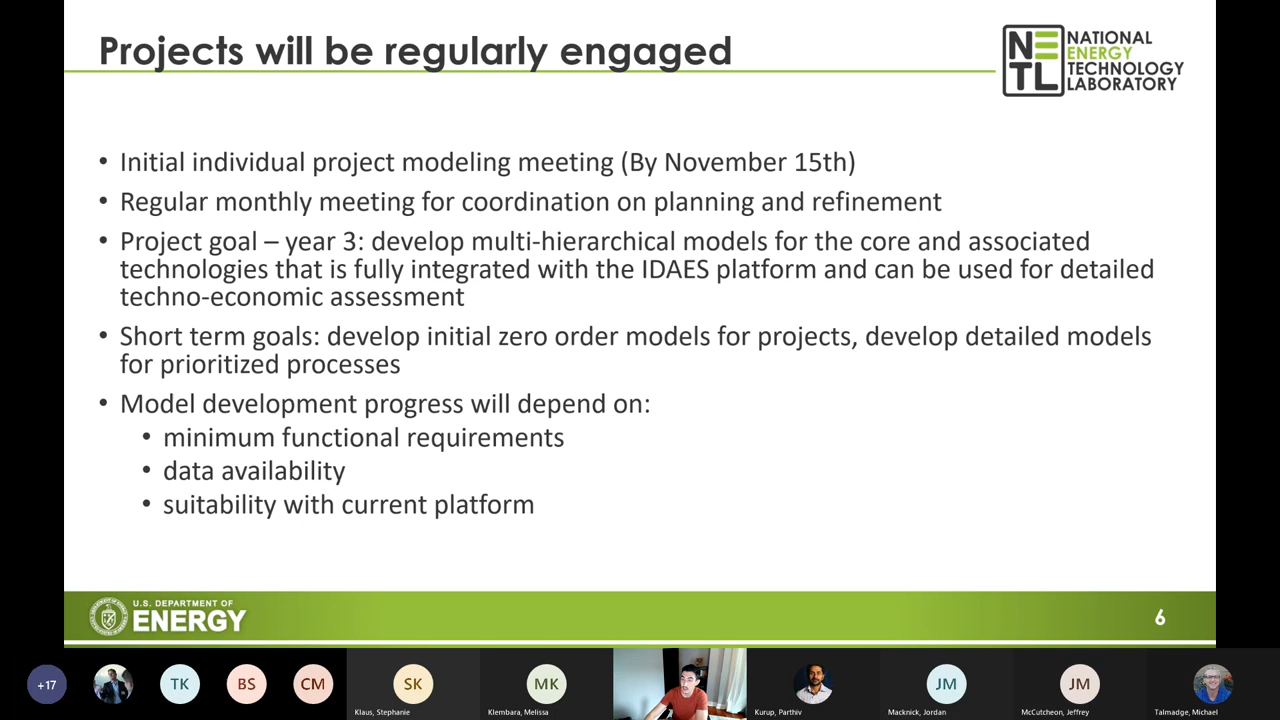 Projects will be regularly engaged
NETL
NATIONAL
ENERGY
TECHNOLOGY
LABORATORY
• Initial individual project modeling meeting (By November 15th)
• Regular monthly meeting for coordination on planning and refinement
• Project goal – year 3: develop multi-hierarchical models for the core and associated
technologies that is fully integrated with the IDAES platform and can be used for detailed
techno-economic assessment
• Short term goals: develop initial zero order models for projects, develop detailed models
for prioritized processes
• Model development progress will depend on:
• minimum functional requirements
• data availability
• suitability with current platform
U.S. DEPARTMENT OF
ENERGY
6
+17
TK
BS
CM
SK
Klaus, Stephanie
MK
Klembara, Melissa
Kurup, Parthiv
JM
Macknick, Jordan
JM
McCutcheon, Jeffrey
Talmadge, Michael